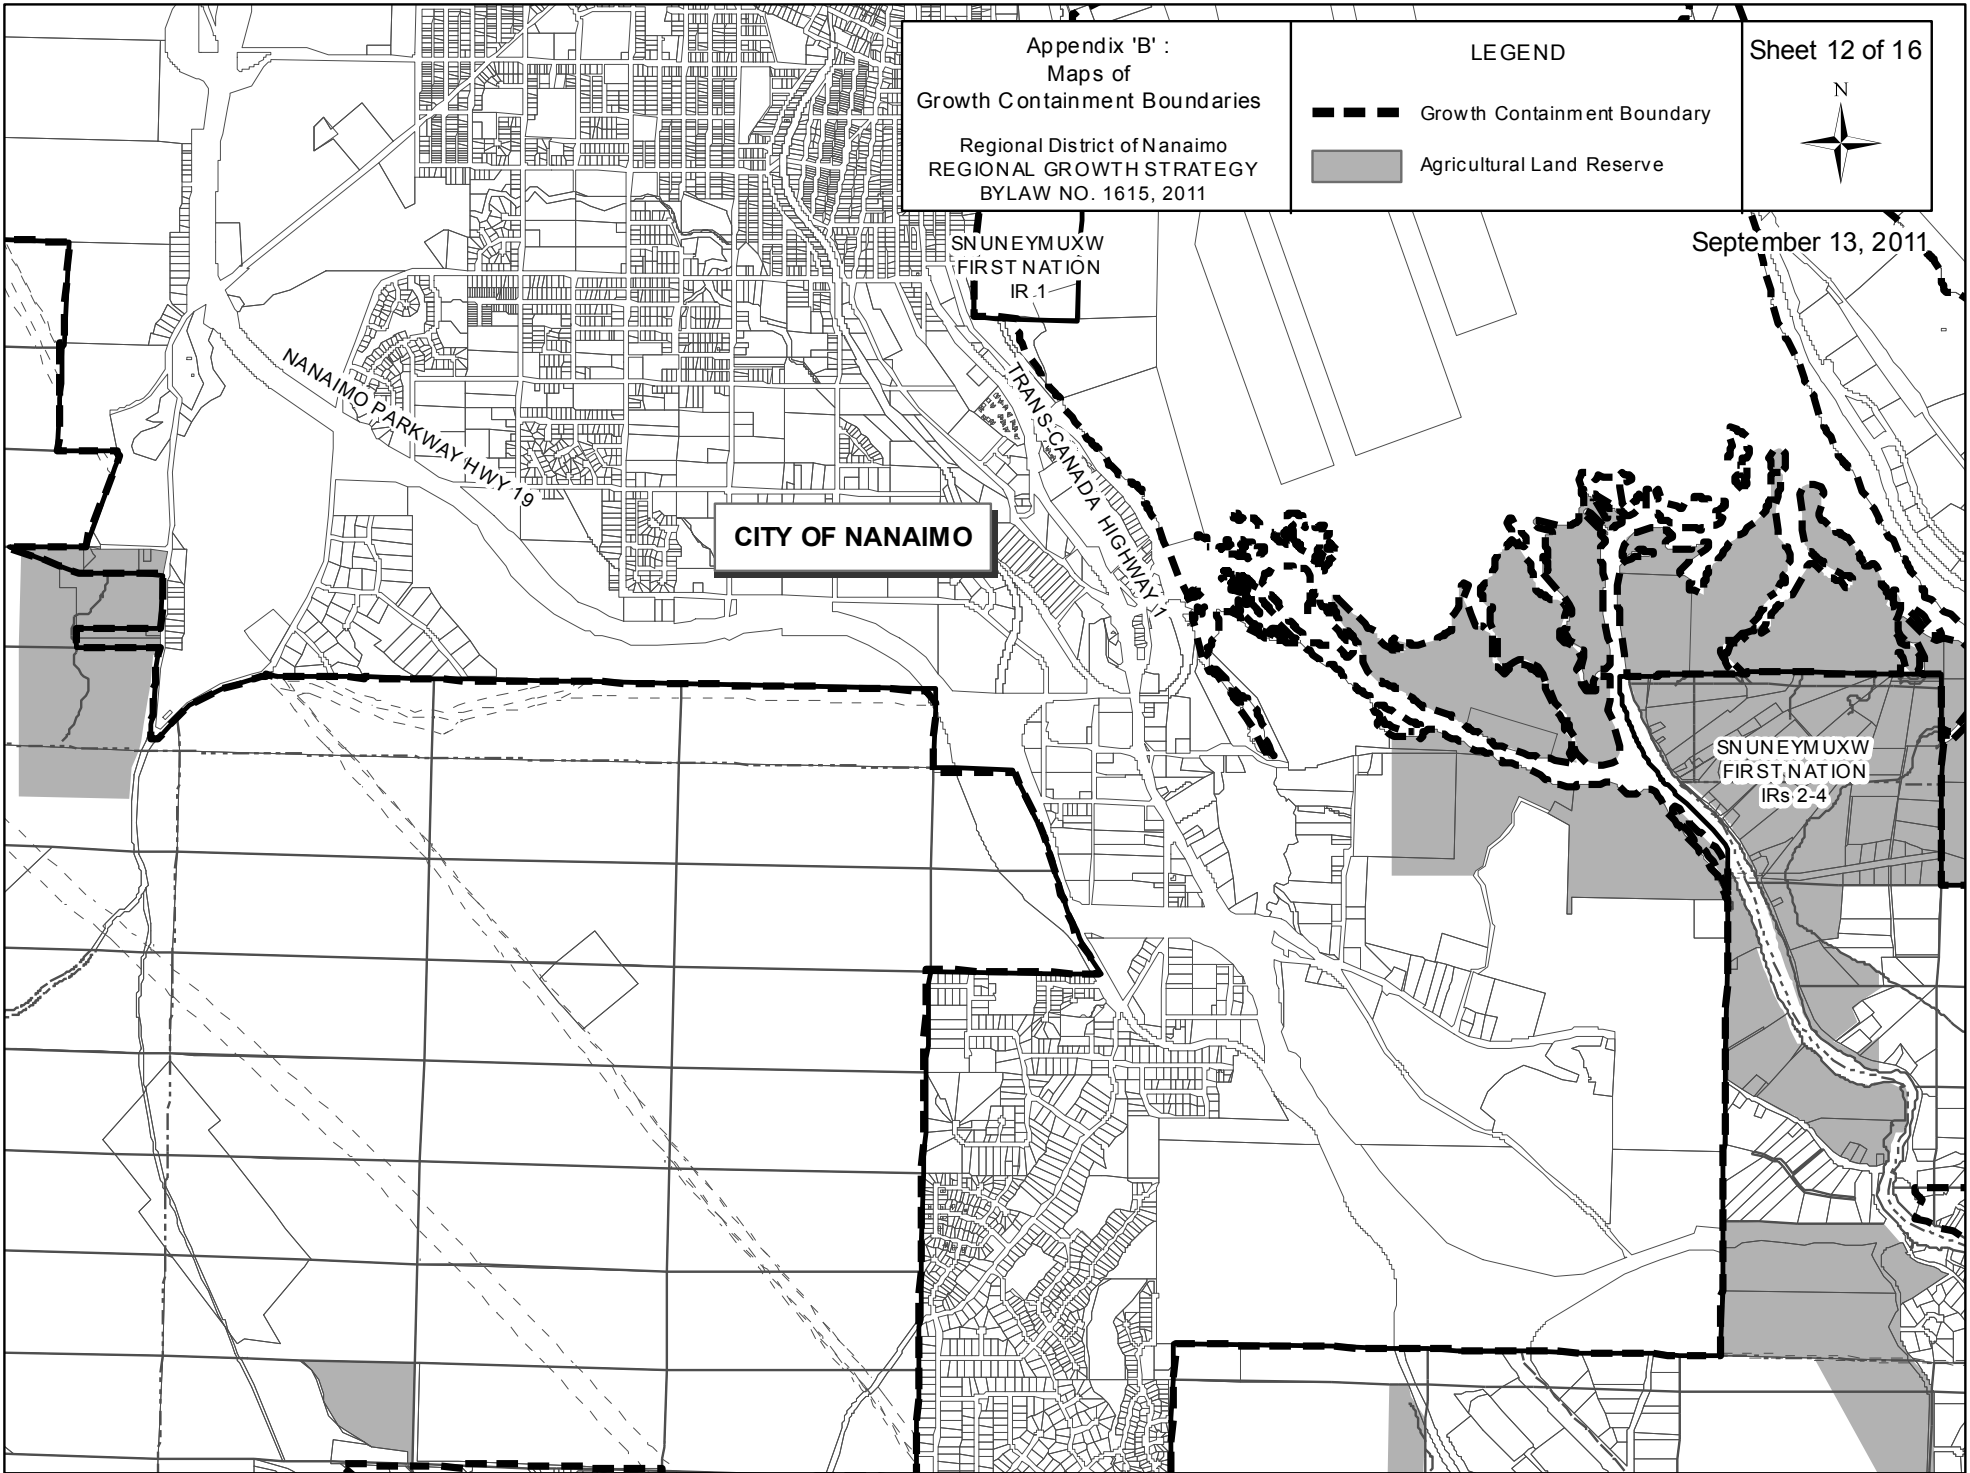 Appendix 'B' :
Maps of
Growth Containment Boundaries
Regional District of Nanaimo
REGIONAL GROWTH STRATEGY
BYLAW NO. 1615, 2011
LEGEND
Growth Containment Boundary
Agricultural Land Reserve
Sheet 12 of 16
N
September 13, 2011
SNUNEYMUXW
FIRST NATION
IR 1
NANAIMO PARKWAY HWY 19
TRANS-CANADA HIGHWAY 1
CITY OF NANAIMO
SNUNEYMUXW
FIRST NATION
IRs 2-4